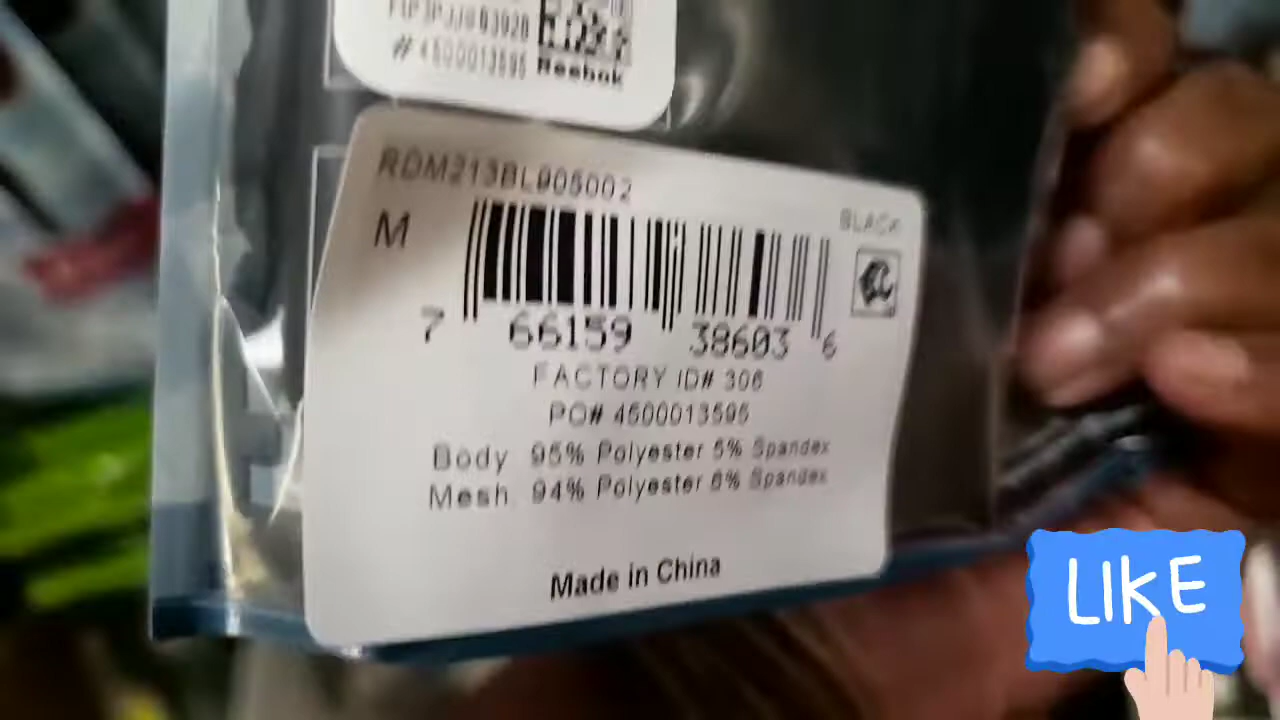 #4500013595
Reebok
RDM213BL905002
BLACK
M
7 66159 38603 6
FACTORY ID# 306
PO# 4500013595
Body 95% Polyester 5% Spandex
Mesh 94% Polyester 6% Spandex
Made in China
LIKE